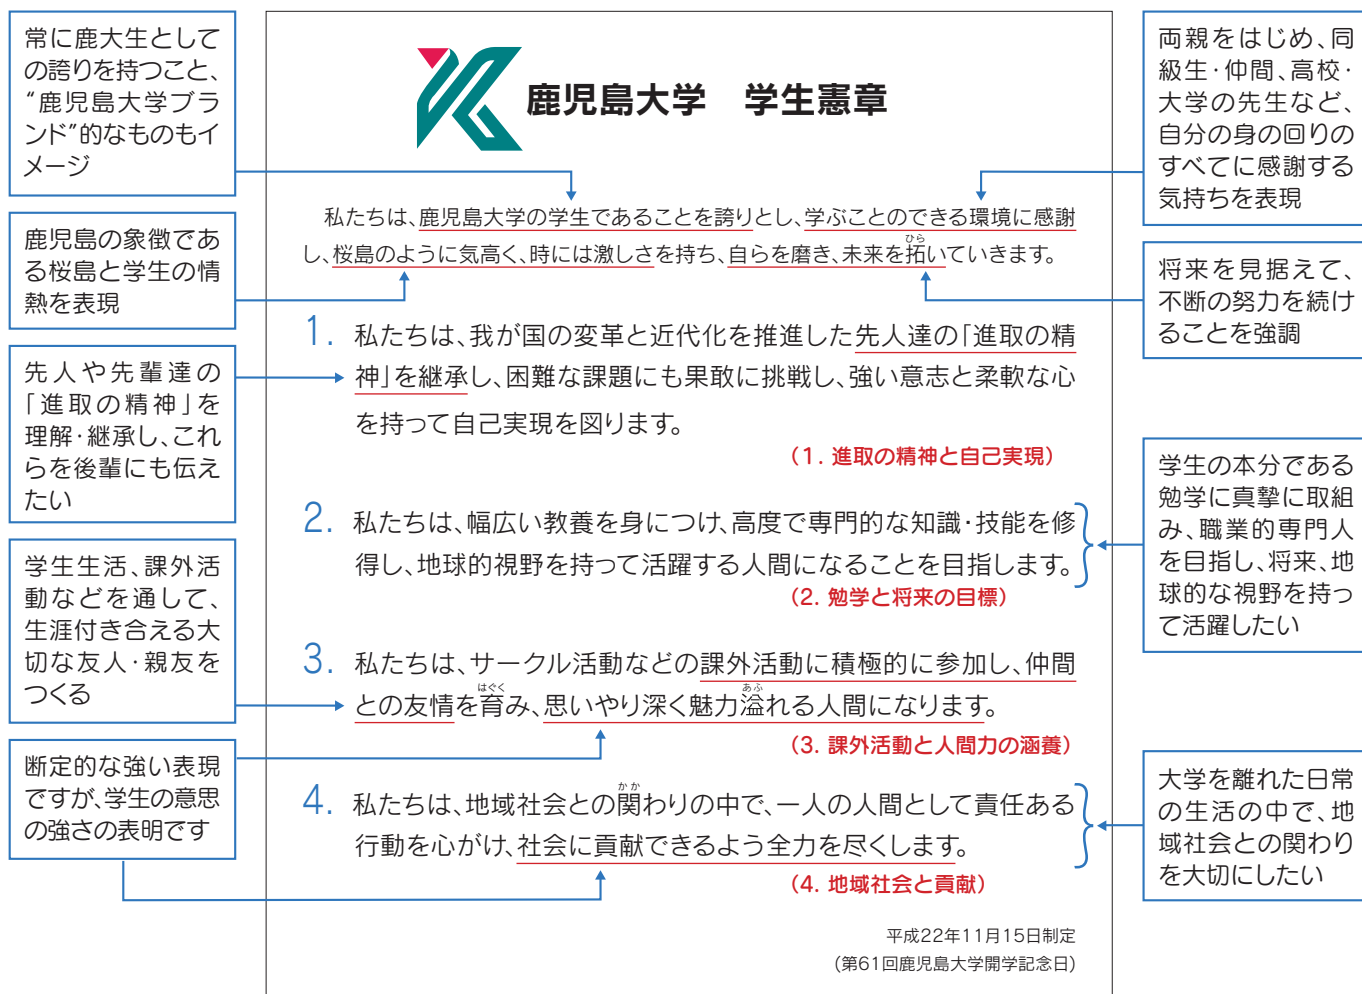 常に鹿大生として
の誇りを持つこと、
“鹿児島大学ブラ
ンド”的なものもイ
メージ
鹿児島の象徴であ
る桜島と学生の情
熱を表現
先人や先輩達の
「進取の精神」を
理解・継承し、これ
らを後輩にも伝え
たい
学生生活、課外活
動などを通して、
生涯付き合える大
切な友人・親友を
つくる
断定的な強い表現
ですが、学生の意思
の強さの表明です
鹿児島大学　学生憲章
私たちは、鹿児島大学の学生であることを誇りとし、学ぶことのできる環境に感謝
ひら
し、桜島のように気高く、時には激しさを持ち、自らを磨き、未来を拓いていきます。
1. 私たちは、我が国の変革と近代化を推進した先人達の「進取の精
神」を継承し、困難な課題にも果敢に挑戦し、強い意志と柔軟な心
を持って自己実現を図ります。
（1. 進取の精神と自己実現）
2. 私たちは、幅広い教養を身につけ、高度で専門的な知識・技能を修
得し、地球的視野を持って活躍する人間になることを目指します。
（2. 勉学と将来の目標）
3. 私たちは、サークル活動などの課外活動に積極的に参加し、仲間
はぐく あふ
との友情を育み、思いやり深く魅力溢れる人間になります。
（3. 課外活動と人間力の涵養）
かか
4. 私たちは、地域社会との関わりの中で、一人の人間として責任ある
行動を心がけ、社会に貢献できるよう全力を尽くします。
（4. 地域社会と貢献）
平成22年11月15日制定
（第61回鹿児島大学開学記念日）
両親をはじめ、同
級生・仲間、高校・
大学の先生など、
自分の身の回りの
すべてに感謝する
気持ちを表現
将来を見据えて、
不断の努力を続け
ることを強調
学生の本分である
勉学に真摯に取組
み、職業的専門人
を目指し、将来、地
球的な視野を持っ
て活躍したい
大学を離れた日常
の生活の中で、地
域社会との関わり
を大切にしたい